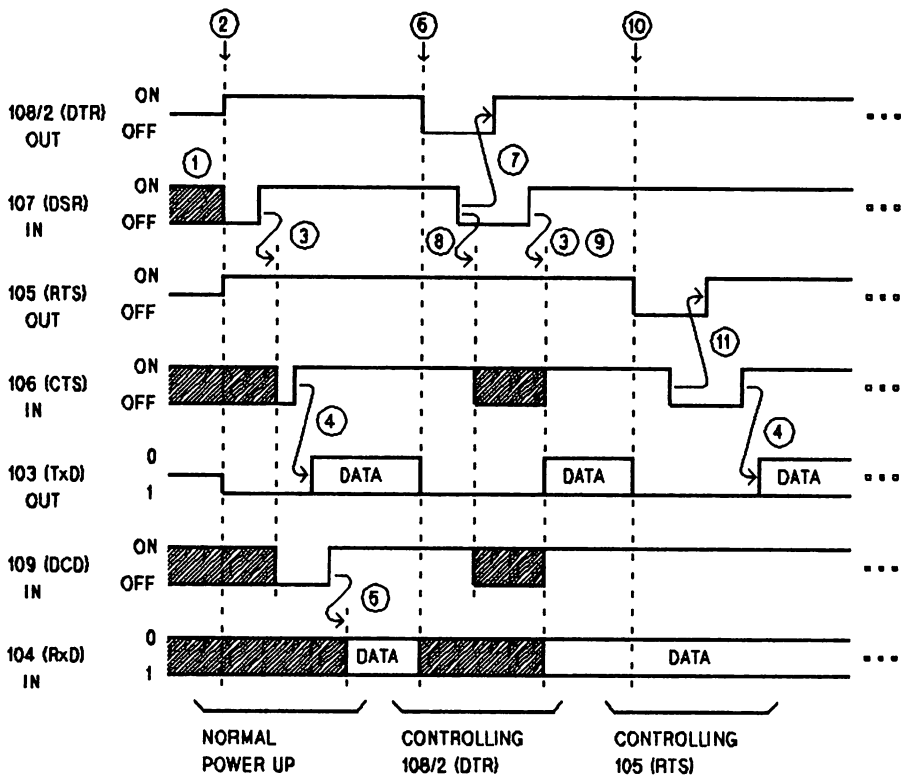 ② ⑥ ⑩
108/2 (DTR) OUT ON OFF
① ⑦
107 (DSR) IN ON OFF
③ ⑧ ③ ⑨
105 (RTS) OUT ON OFF
⑪
106 (CTS) IN ON OFF
④ ④
103 (TxD) OUT 0 1 DATA DATA DATA
109 (DCD) IN ON OFF
⑤
104 (RxD) IN 0 1 DATA DATA
NORMAL POWER UP
CONTROLLING 108/2 (DTR)
CONTROLLING 105 (RTS)